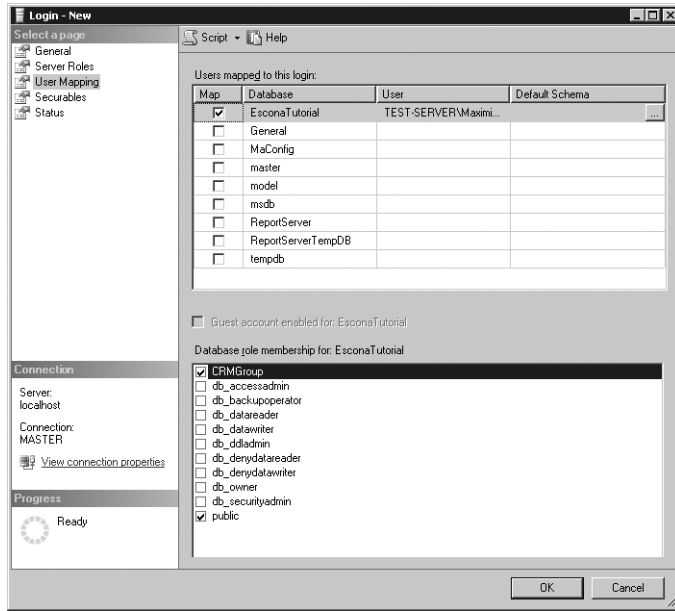 Login - New
Select a page
General
Server Roles
User Mapping
Securables
Status
Script Help
Users mapped to this login:
Map Database User Default Schema
EsconaTutorial TEST-SERVER\Maximi... ...
General
MaConfig
master
model
msdb
ReportServer
ReportServerTempDB
tempdb
Guest account enabled for: EsconaTutorial
Database role membership for: EsconaTutorial
CRMGroup
db_accessadmin
db_backupoperator
db_datareader
db_datawriter
db_ddladmin
db_denydatareader
db_denydatawriter
db_owner
db_securityadmin
public
Connection
Server:
localhost
Connection:
MASTER
View connection properties
Progress
Ready
OK Cancel